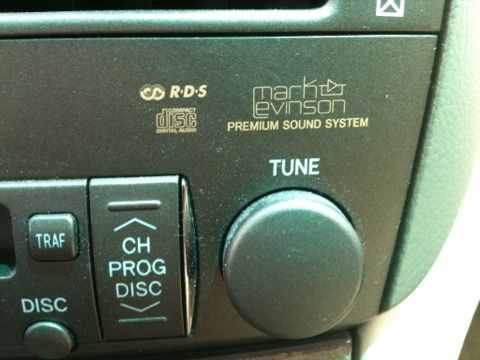 R·D·S
mark
levinson
PREMIUM SOUND SYSTEM
COMPACT
disc
DIGITAL AUDIO
TUNE
TRAF
CH
PROG
DISC
DISC